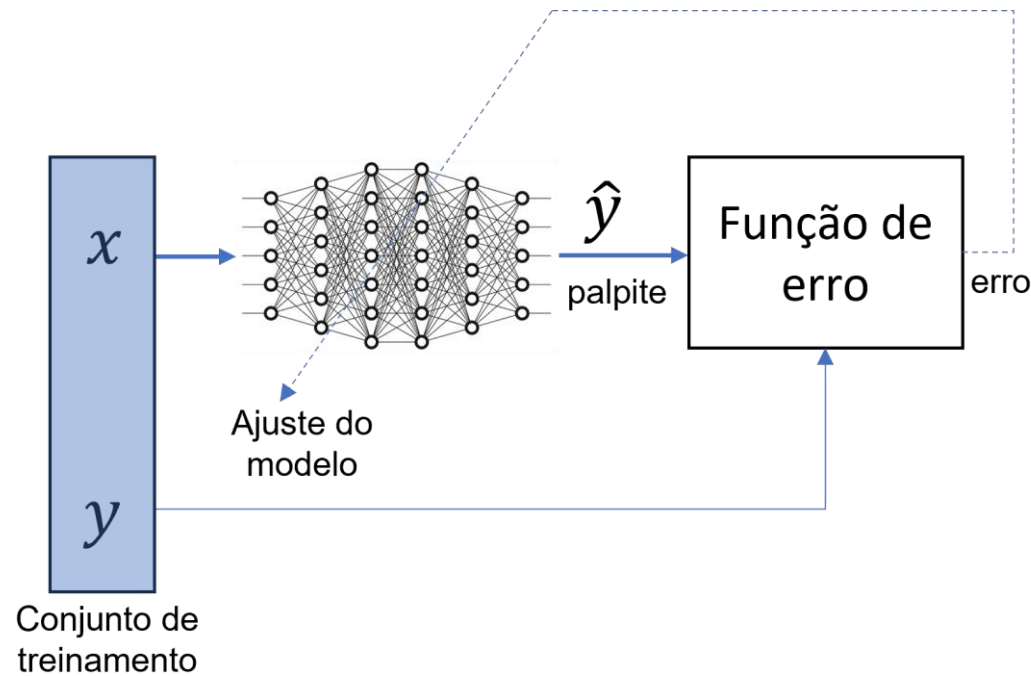 x
y
Conjunto de
treinamento
Ajuste do
modelo
ŷ
palpite
Função de
erro
erro